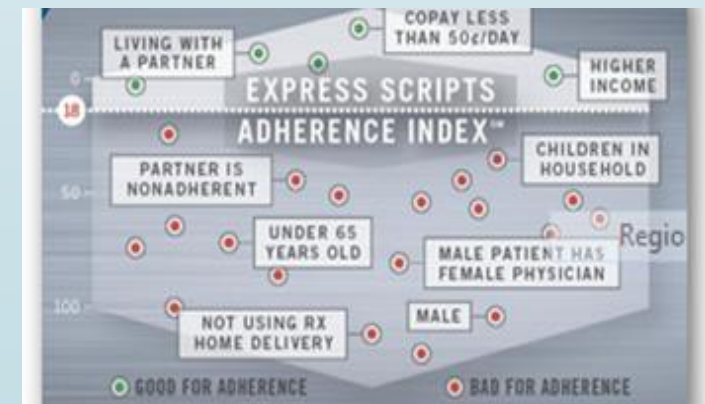 COPAY LESS
THAN 50¢/DAY
LIVING WITH
A PARTNER
HIGHER
INCOME
0
EXPRESS SCRIPTS
18
ADHERENCE INDEX℠
CHILDREN IN
HOUSEHOLD
PARTNER IS
NONADHERENT
50
UNDER 65
YEARS OLD
MALE PATIENT HAS
FEMALE PHYSICIAN
Regio
100
NOT USING RX
HOME DELIVERY
MALE
GOOD FOR ADHERENCE
BAD FOR ADHERENCE